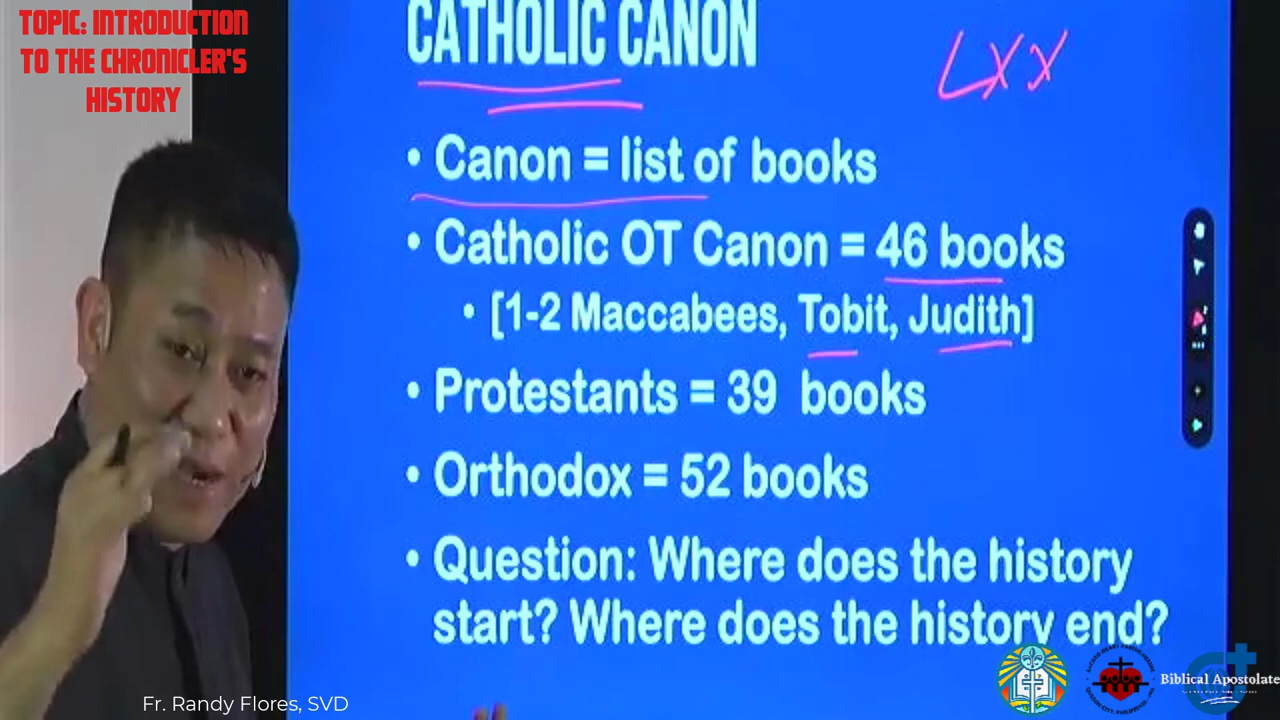 TOPIC: INTRODUCTION
TO THE CHRONICLER'S
HISTORY
CATHOLIC CANON
LXX
• Canon = list of books
• Catholic OT Canon = 46 books
• [1-2 Maccabees, Tobit, Judith]
• Protestants = 39 books
• Orthodox = 52 books
• Question: Where does the history
start? Where does the history end?
Biblical Apostolate
Fr. Randy Flores, SVD